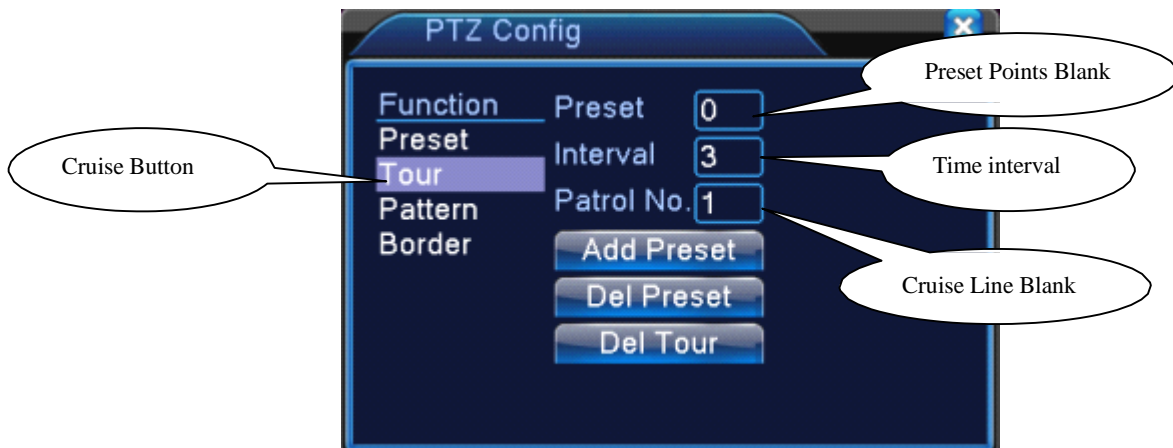 PTZ Config
Preset Points Blank
Function
Preset 0
Preset
Interval 3
Time interval
Cruise Button
Tour
Patrol No. 1
Pattern
Border
Add Preset
Cruise Line Blank
Del Preset
Del Tour